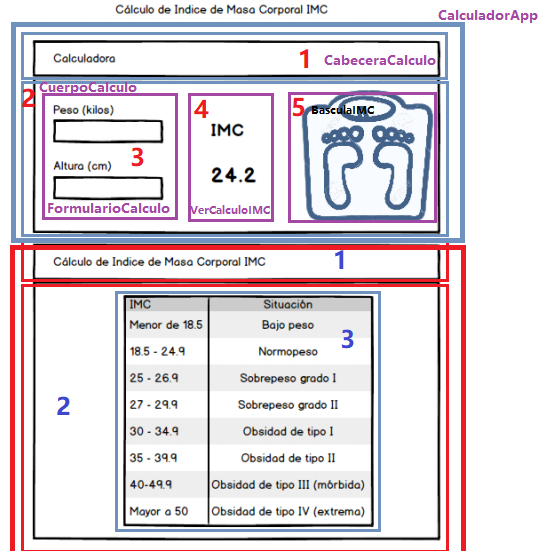 Cálculo de Indice de Masa Corporal IMC
CalculadorApp
Calculadora
1
CabeceraCalculo
2
CuerpoCalculo
Peso (kilos)
3
Altura (cm)
FormularioCalculo
4
IMC
24.2
VerCalculoIMC
5
BasculaIMC
Cálculo de Indice de Masa Corporal IMC
1
2
3
IMC Situación
Menor de 18.5 Bajo peso
18.5 - 24.9 Normopeso
25 - 26.9 Sobrepeso grado I
27 - 29.9 Sobrepeso grado II
30 - 34.9 Obsidad de tipo I
35 - 39.9 Obsidad de tipo II
40-49.9 Obsidad de tipo III (mórbida)
Mayor a 50 Obsidad de tipo IV (extrema)